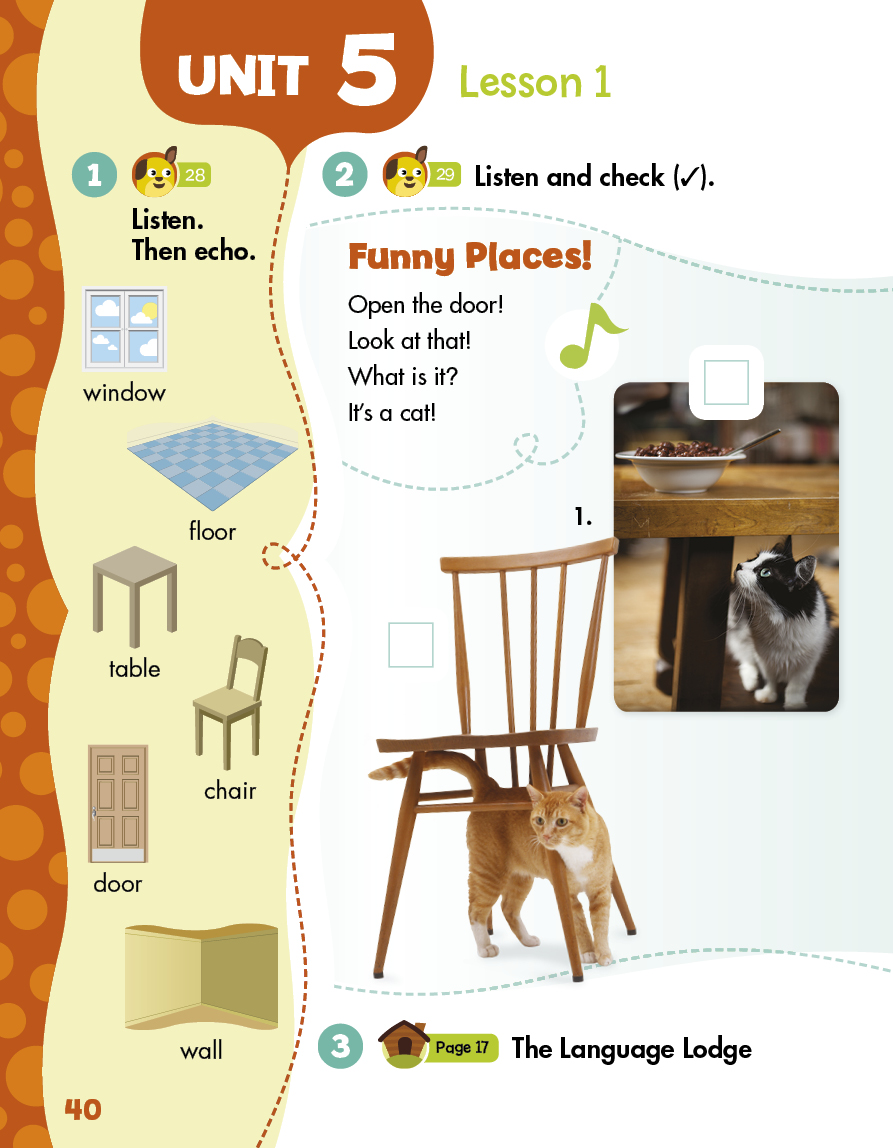 UNIT 5
Lesson 1
1
28
Listen.
Then echo.
window
floor
table
chair
door
wall
2
29
Listen and check (✓).
Funny Places!
Open the door!
Look at that!
What is it?
It's a cat!
1.
3
Page 17
The Language Lodge
40